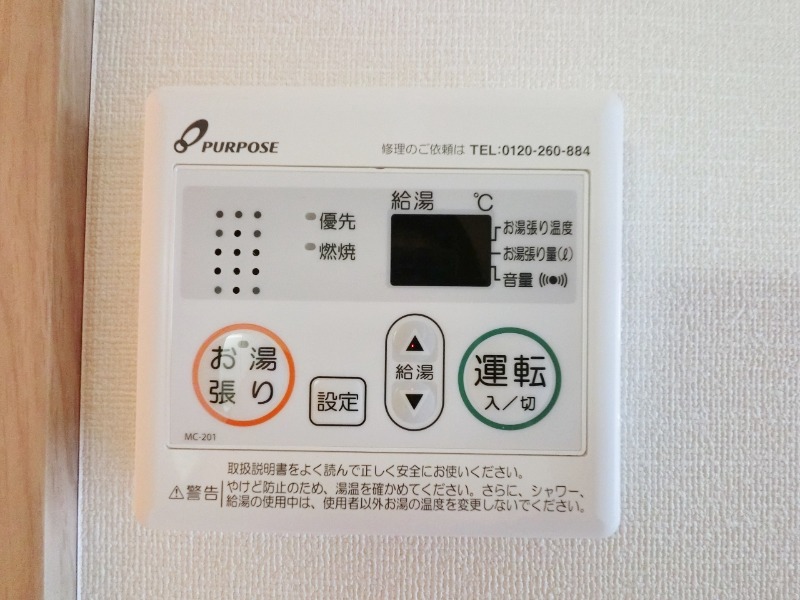 PURPOSE
修理のご依頼は TEL:0120-260-884
給湯 ℃
優先
燃焼
お湯張り温度
お湯張り量(ℓ)
音量
お湯
張り
設定
▲
給湯
▼
運転
入/切
MC-201
取扱説明書をよく読んで正しく安全にお使いください。
⚠警告
やけど防止のため、湯温を確かめてください。さらに、シャワー、
給湯の使用中は、使用者以外お湯の温度を変更しないでください。